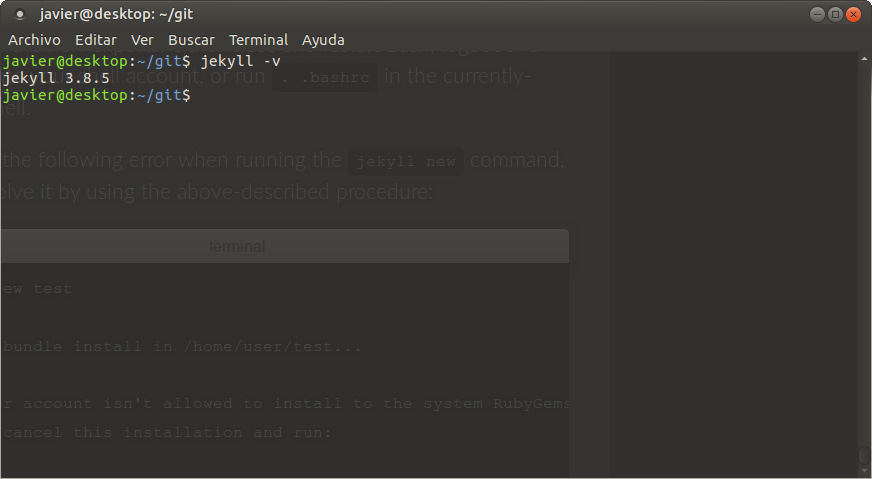 javier@desktop: ~/git
Archivo Editar Ver Buscar Terminal Ayuda
javier@desktop:~/git$ jekyll -v
jekyll 3.8.5
javier@desktop:~/git$
account, or run . .bashrc in the currently-
the following error when running the jekyll new command,
olve it by using the above-described procedure:
terminal
ew test
bundle install in /home/user/test...
r account isn't allowed to install to the system RubyGems
cancel this installation and run: